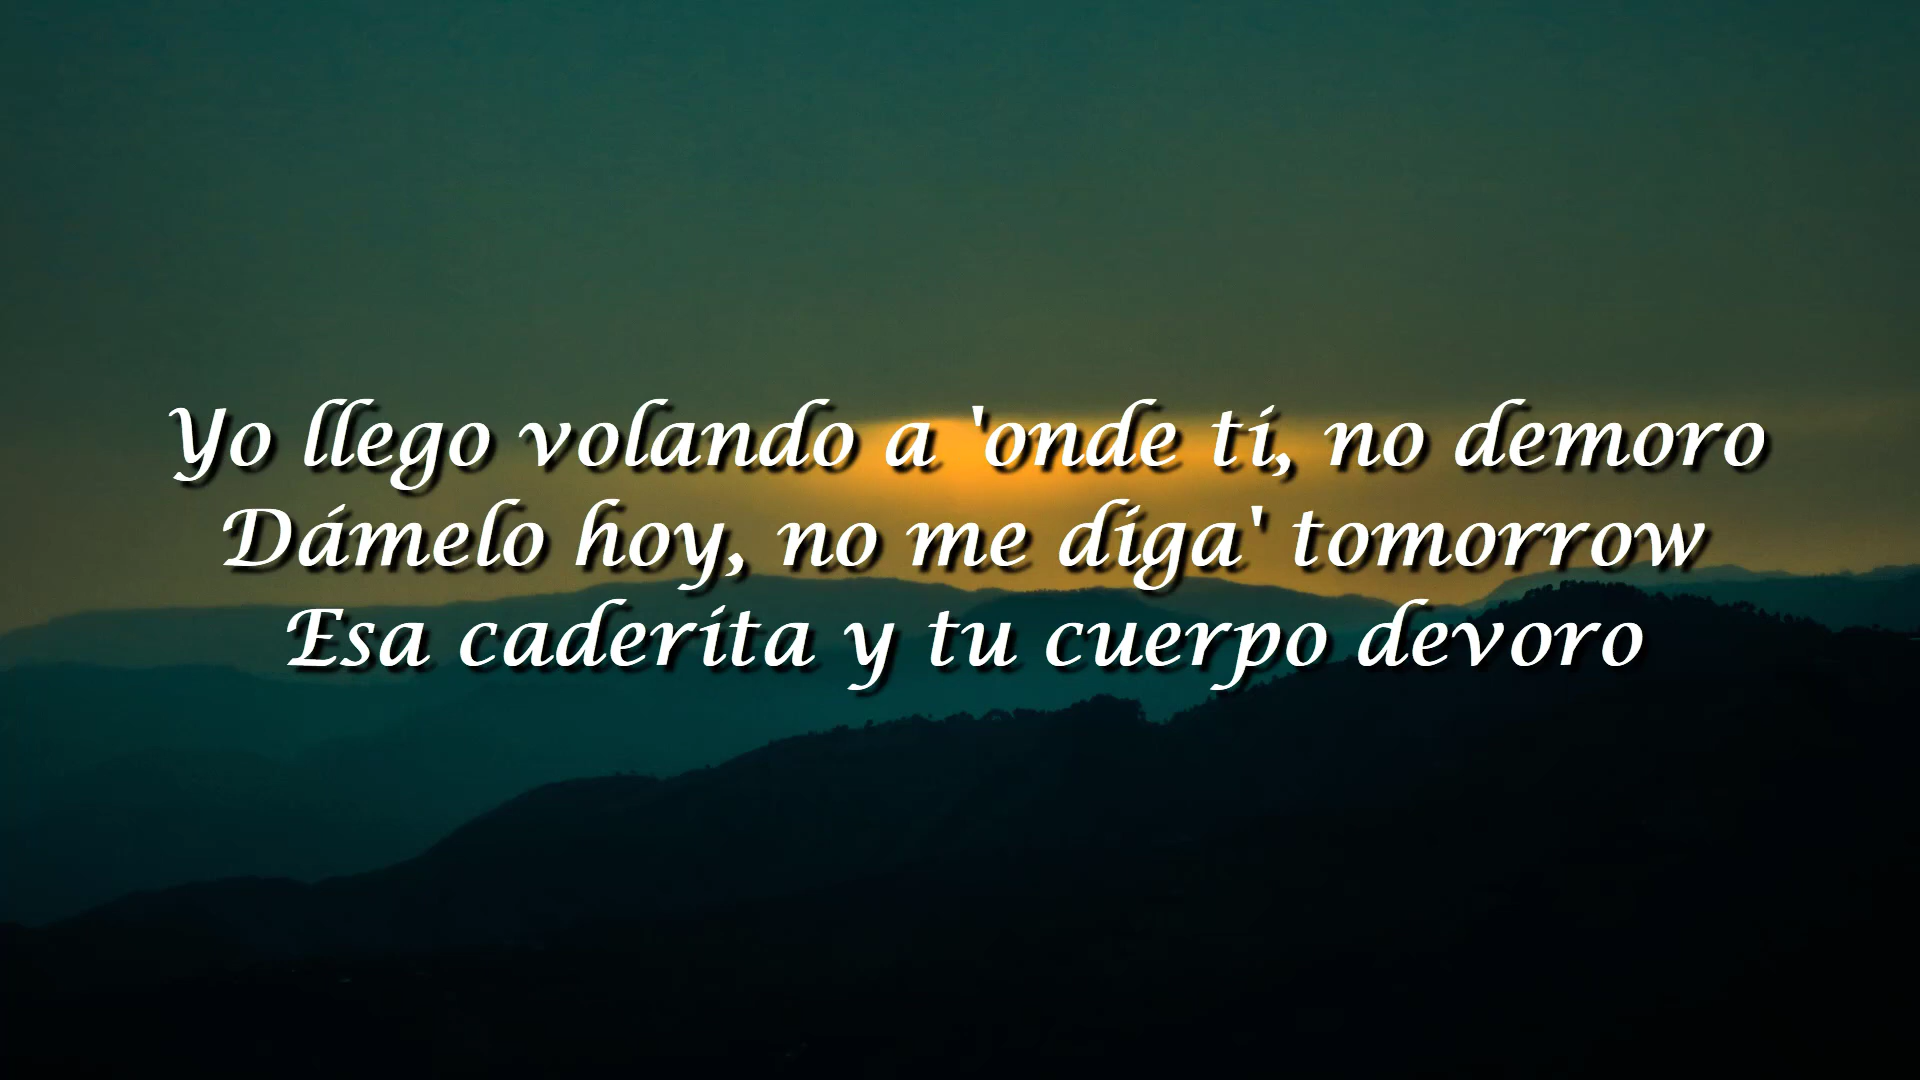 Yo llego volando a 'onde ti, no demoro
Dámelo hoy, no me diga' tomorrow
Esa caderita y tu cuerpo devoro